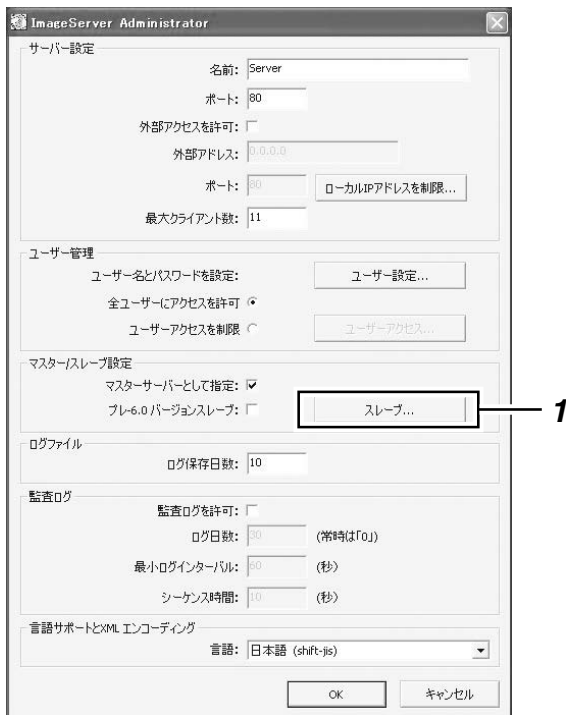 ImageServer Administrator
サーバー設定
名前: Server
ポート: 80
外部アクセスを許可:
外部アドレス: 0.0.0.0
ポート: 80 ローカルIPアドレスを制限...
最大クライアント数: 11
ユーザー管理
ユーザー名とパスワードを設定: ユーザー設定...
全ユーザーにアクセスを許可
ユーザーアクセスを制限 ユーザーアクセス...
マスター/スレーブ設定
マスターサーバーとして指定:
プレ-6.0 バージョンスレーブ: スレーブ... 1
ログファイル
ログ保存日数: 10
監査ログ
監査ログを許可:
ログ日数: 30 (常時は「0」)
最小ログインターバル: 60 (秒)
シーケンス時間: 10 (秒)
言語サポートとXML エンコーディング
言語: 日本語 (shift-jis)
OK キャンセル